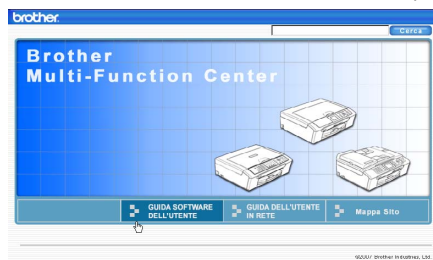 brother.
Cerca
Brother
Multi-Function Center
GUIDA SOFTWARE
DELL'UTENTE
GUIDA DELL'UTENTE
IN RETE
Mappa Sito
©2007 Brother Industries, Ltd.